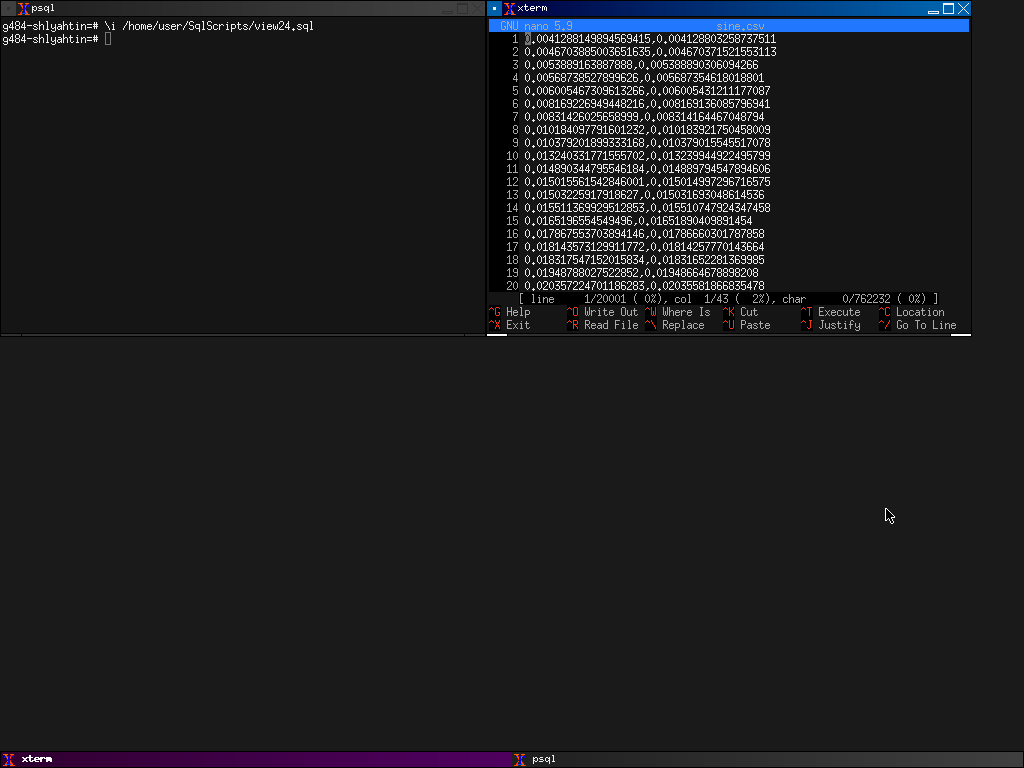 psql
g484-shlyahtin=# \i /home/user/SqlScripts/view24.sql
g484-shlyahtin=#
xterm
GNU nano 5.9 sine.csv
1 0.0041288149894569415,0.004128803258737511
2 0.0046703885003651635,0.004670371521553113
3 0.0053889163887888,0.005388890306094266
4 0.00568738527899626,0.005687354618018801
5 0.006005467309613266,0.006005431211177087
6 0.008169226949448216,0.008169136085796941
7 0.00831426025658999,0.008314164467048794
8 0.010184097791601232,0.010183921750458009
9 0.010379201899333168,0.010379015545517078
10 0.013240331771555702,0.013239944922495799
11 0.014890344795546184,0.014889794547894606
12 0.015015561542846001,0.015014997296716575
13 0.01503225917918627,0.015031693048614536
14 0.015511369929512853,0.015510747924347458
15 0.0165196554549496,0.01651890409891454
16 0.017867553703894146,0.01786660301787858
17 0.018143573129911772,0.01814257770143664
18 0.018317547152015834,0.01831652281369985
19 0.01948788027522852,0.01948664678898208
20 0.020357224701186283,0.02035581866835478
[ line 1/20001 ( 0%), col 1/43 ( 2%), char 0/762232 ( 0%) ]
^G Help ^O Write Out ^W Where Is ^K Cut ^T Execute ^C Location
^X Exit ^R Read File ^\ Replace ^U Paste ^J Justify ^/ Go To Line
xterm
psql